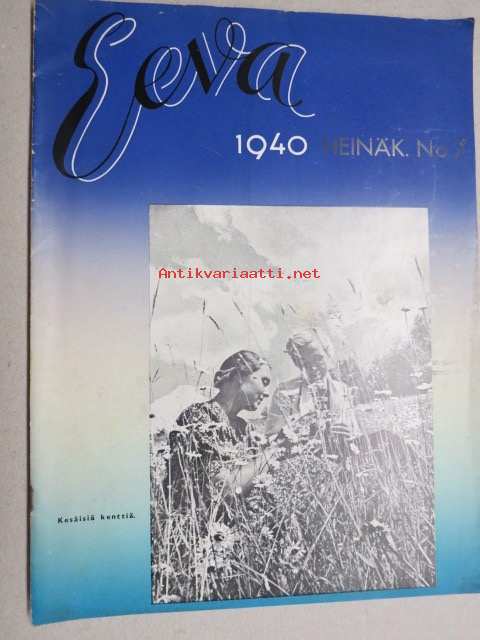 Eeva
1940 HEINÄK. No 7
Antikvariaatti.net
Kesäisiä kenttiä.